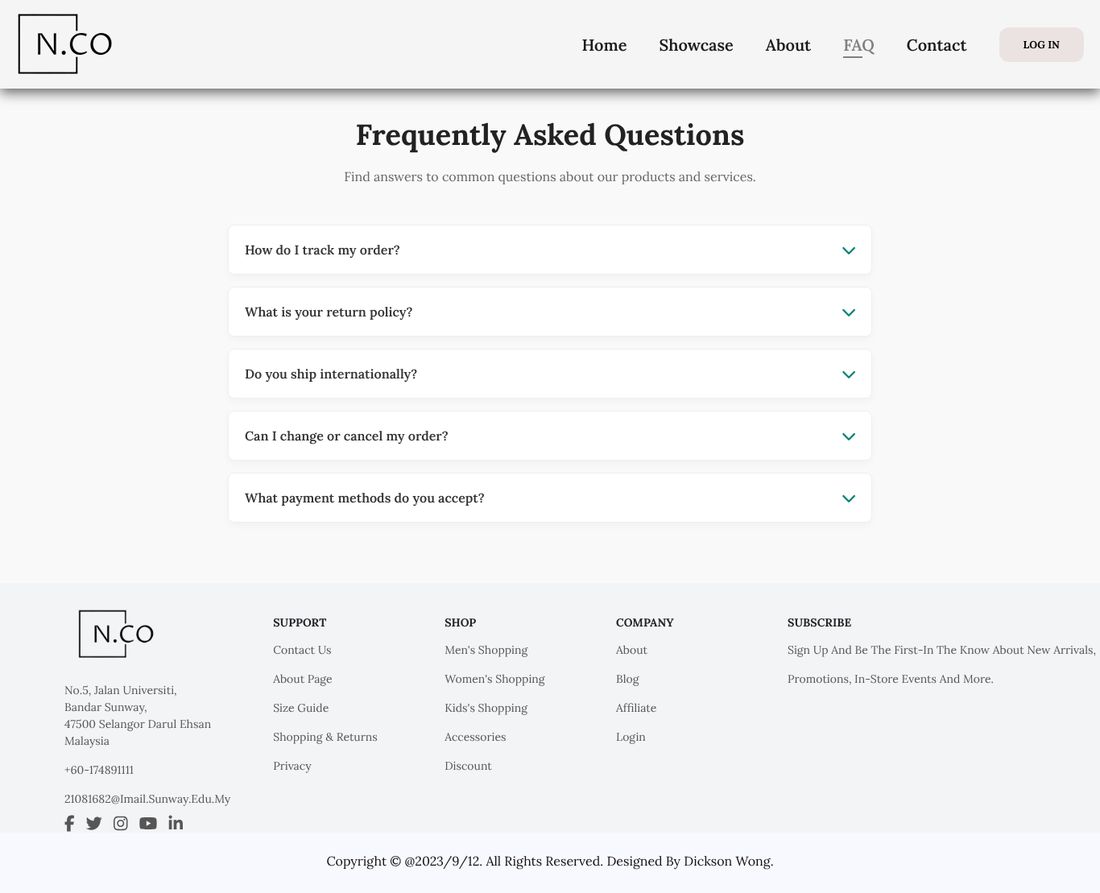 N.CO
Home
Showcase
About
FAQ
Contact
LOG IN
Frequently Asked Questions
Find answers to common questions about our products and services.
How do I track my order?
What is your return policy?
Do you ship internationally?
Can I change or cancel my order?
What payment methods do you accept?
N.CO
No.5, Jalan Universiti,
Bandar Sunway,
47500 Selangor Darul Ehsan
Malaysia
+60-174891111
21081682@Imail.Sunway.Edu.My
SUPPORT
Contact Us
About Page
Size Guide
Shopping & Returns
Privacy
SHOP
Men's Shopping
Women's Shopping
Kid's Shopping
Accessories
Discount
COMPANY
About
Blog
Affiliate
Login
SUBSCRIBE
Sign Up And Be The First-In The Know About New Arrivals,
Promotions, In-Store Events And More.
Copyright © @2023/9/12. All Rights Reserved. Designed By Dickson Wong.